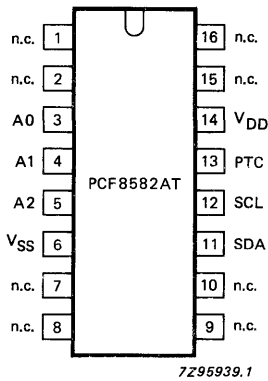 n.c. 1 16 n.c.
n.c. 2 15 n.c.
A0 3 14 VDD
A1 4 13 PTC
PCF8582AT
A2 5 12 SCL
VSS 6 11 SDA
n.c. 7 10 n.c.
n.c. 8 9 n.c.
7Z95939.1